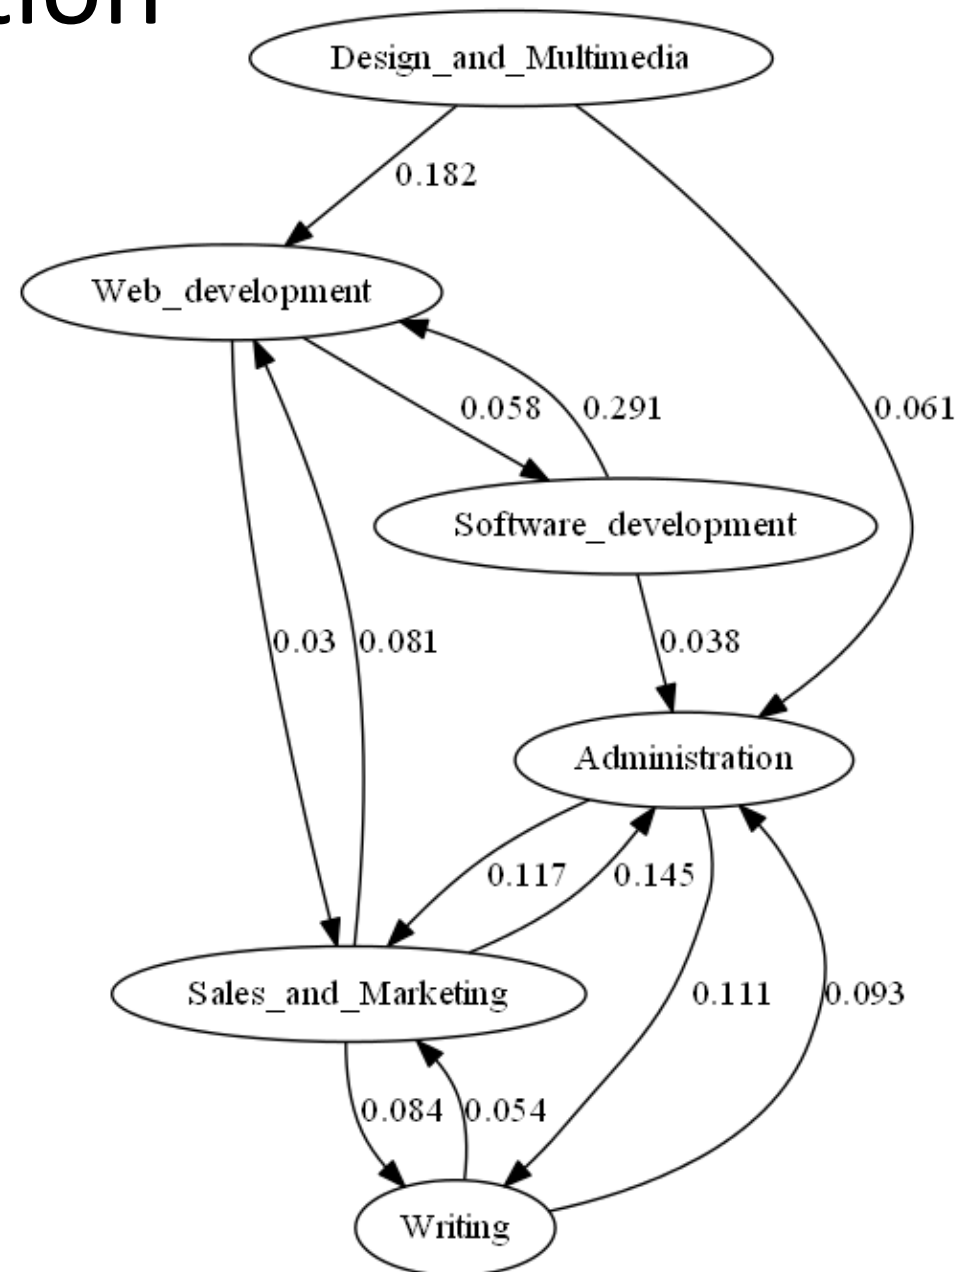 tion
Design_and_Multimedia
0.182
Web_development
0.058 0.291 0.061
Software_development
0.03 0.081 0.038
Administration
0.117 0.145
Sales_and_Marketing 0.111 0.093
0.084 0.054
Writing